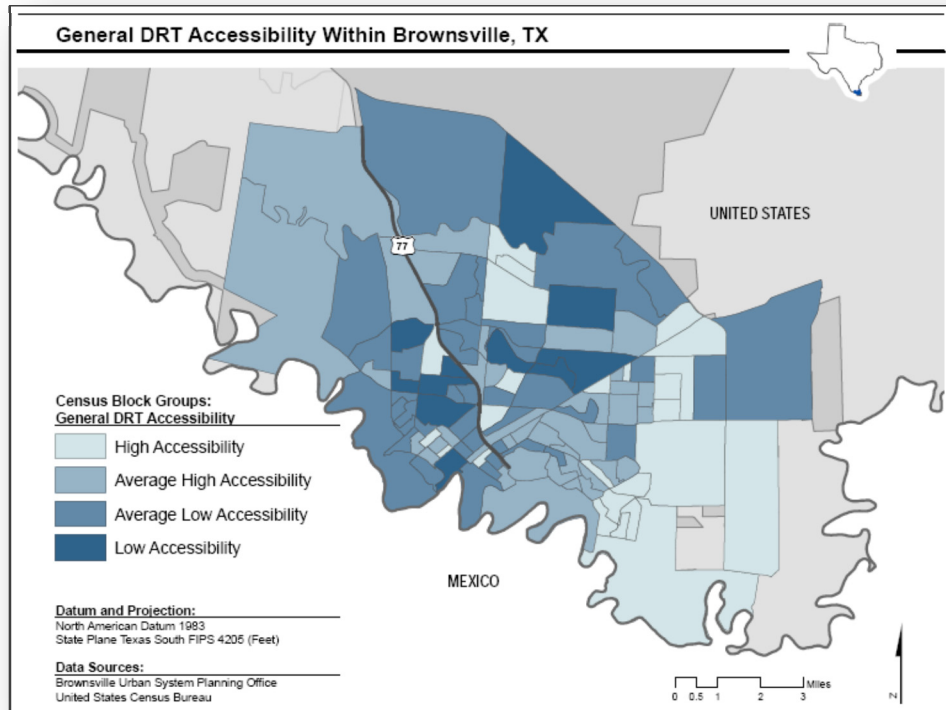 General DRT Accessibility Within Brownsville, TX
UNITED STATES
77
Census Block Groups:
General DRT Accessibility
High Accessibility
Average High Accessibility
Average Low Accessibility
Low Accessibility
MEXICO
Datum and Projection:
North American Datum 1983
State Plane Texas South FIPS 4205 (Feet)
Data Sources:
Brownsville Urban System Planning Office
United States Census Bureau
Miles
0 0.5 1 2 3
N